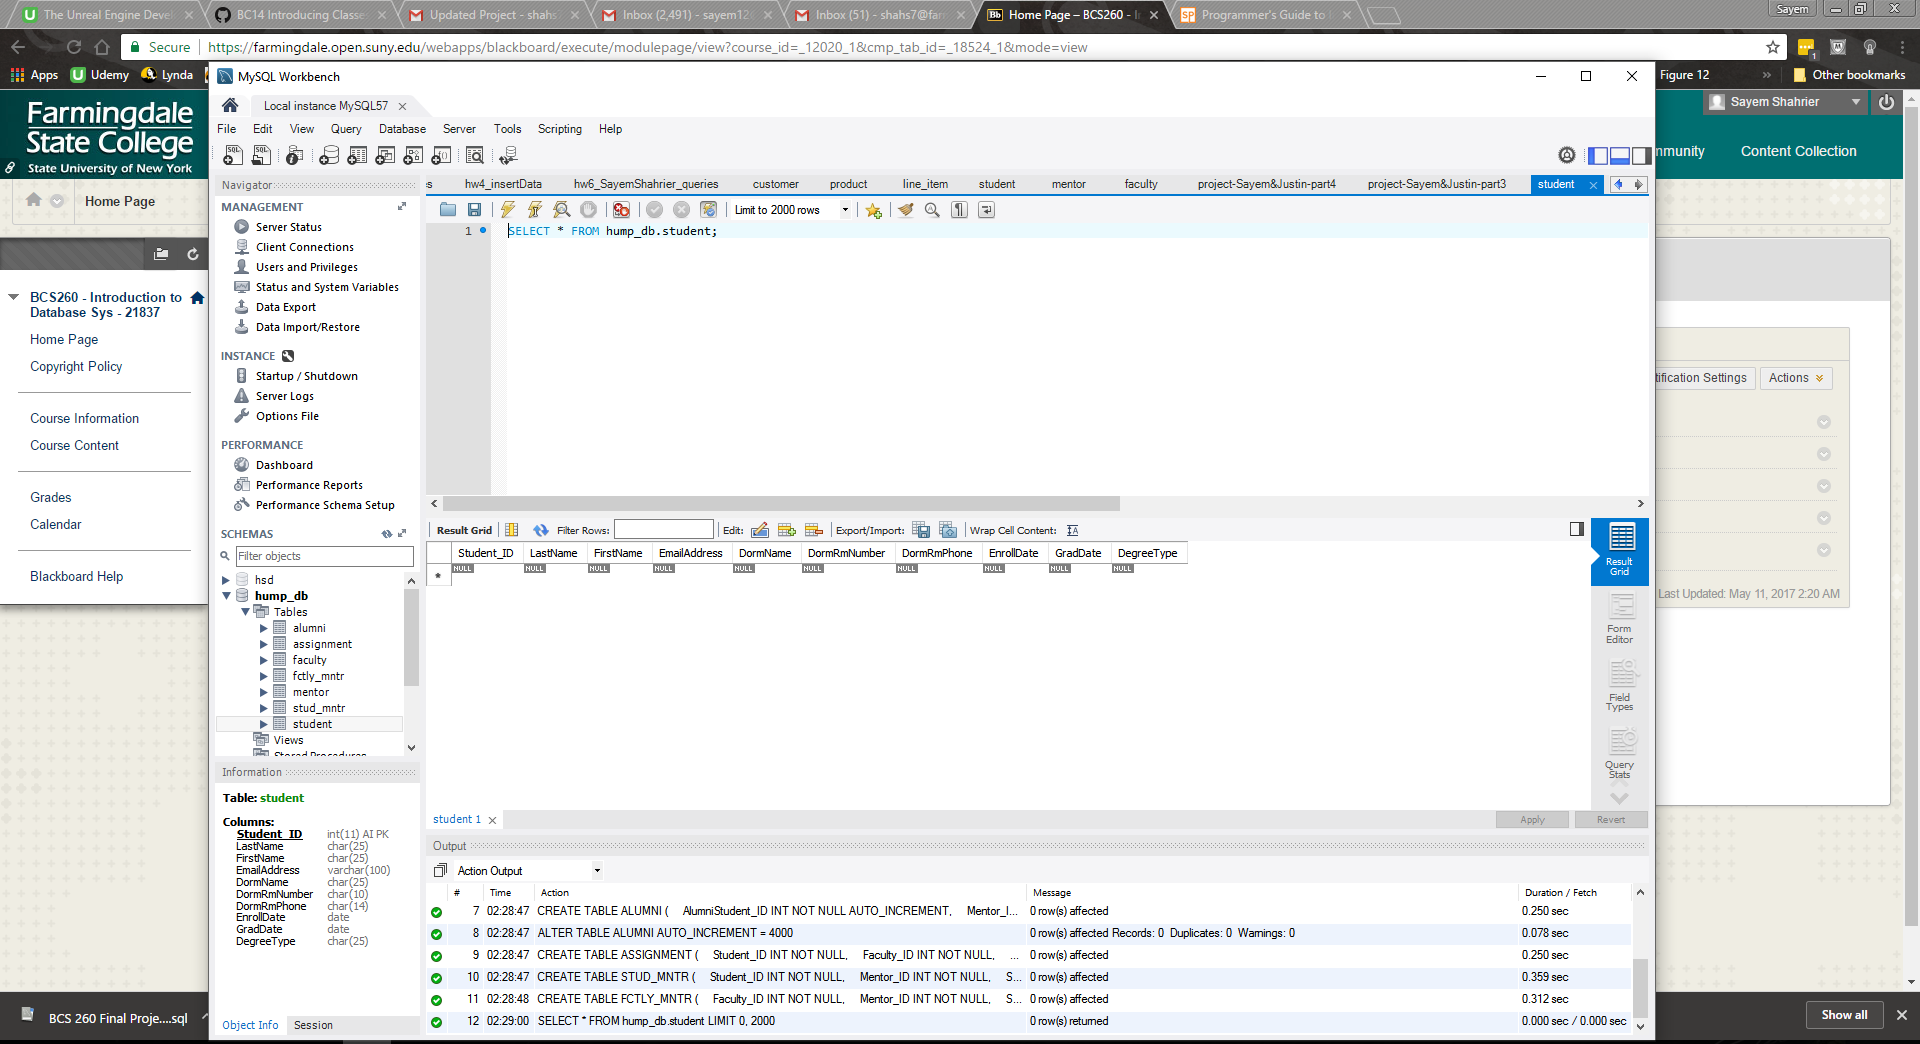 The Unreal Engine Devel
BC14 Introducing Classe
Updated Project - shahs
Inbox (2,491) - sayem12
Inbox (51) - shahs7@farm
Home Page – BCS260 - In
Programmer's Guide to
Sayem
Secure
https://farmingdale.open.suny.edu/webapps/blackboard/execute/modulepage/view?course_id=_12020_1&cmp_tab_id=_18524_1&mode=view
Apps
Udemy
Lynda
Figure 12
Other bookmarks
Farmingdale
State College
State University of New York
Sayem Shahrier
mmunity
Content Collection
Home Page
BCS260 - Introduction to
Database Sys - 21837
Home Page
Copyright Policy
Course Information
Course Content
Grades
Calendar
Blackboard Help
MySQL Workbench
Local instance MySQL57
File Edit View Query Database Server Tools Scripting Help
Navigator
MANAGEMENT
Server Status
Client Connections
Users and Privileges
Status and System Variables
Data Export
Data Import/Restore
INSTANCE
Startup / Shutdown
Server Logs
Options File
PERFORMANCE
Dashboard
Performance Reports
Performance Schema Setup
SCHEMAS
Filter objects
hsd
hump_db
Tables
alumni
assignment
faculty
fctly_mntr
mentor
stud_mntr
student
Views
Stored Procedures
Information
Table: student
Columns:
Student_ID int(11) AI PK
LastName char(25)
FirstName char(25)
EmailAddress varchar(100)
DormName char(25)
DormRmNumber char(10)
DormRmPhone char(14)
EnrollDate date
GradDate date
DegreeType char(25)
Object Info Session
es hw4_insertData hw6_SayemShahrier_queries customer product line_item student mentor faculty project-Sayem&Justin-part4 project-Sayem&Justin-part3 student
Limit to 2000 rows
1 SELECT * FROM hump_db.student;
Result Grid Filter Rows: Edit: Export/Import: Wrap Cell Content:
Student_ID LastName FirstName EmailAddress DormName DormRmNumber DormRmPhone EnrollDate GradDate DegreeType
* NULL NULL NULL NULL NULL NULL NULL NULL NULL NULL
Result
Grid
Form
Editor
Field
Types
Query
Stats
student 1
Apply Revert
Output
Action Output
# Time Action Message Duration / Fetch
7 02:28:47 CREATE TABLE ALUMNI ( AlumniStudent_ID INT NOT NULL AUTO_INCREMENT, Mentor_I... 0 row(s) affected 0.250 sec
8 02:28:47 ALTER TABLE ALUMNI AUTO_INCREMENT = 4000 0 row(s) affected Records: 0 Duplicates: 0 Warnings: 0 0.078 sec
9 02:28:47 CREATE TABLE ASSIGNMENT ( Student_ID INT NOT NULL, Faculty_ID INT NOT NULL, ... 0 row(s) affected 0.250 sec
10 02:28:47 CREATE TABLE STUD_MNTR ( Student_ID INT NOT NULL, Mentor_ID INT NOT NULL, S... 0 row(s) affected 0.359 sec
11 02:28:48 CREATE TABLE FCTLY_MNTR ( Faculty_ID INT NOT NULL, Mentor_ID INT NOT NULL, S... 0 row(s) affected 0.312 sec
12 02:29:00 SELECT * FROM hump_db.student LIMIT 0, 2000 0 row(s) returned 0.000 sec / 0.000 sec
tification Settings
Actions
Last Updated: May 11, 2017 2:20 AM
BCS 260 Final Proje....sql
Show all